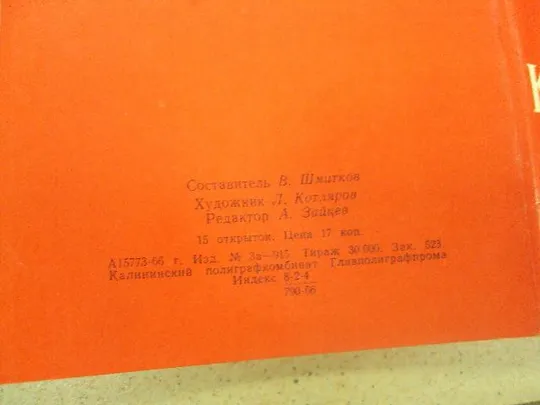 Составитель В. Шмитков
Художник Л. Котляров
Редактор А. Зайцев
15 открыток. Цена 17 коп.
А15773-66 г. Изд. № 3а—915 Тираж 30 000. Зак. 523
Калининский полиграфкомбинат Главполиграфпрома
Индекс 8-2-4
790-66
К